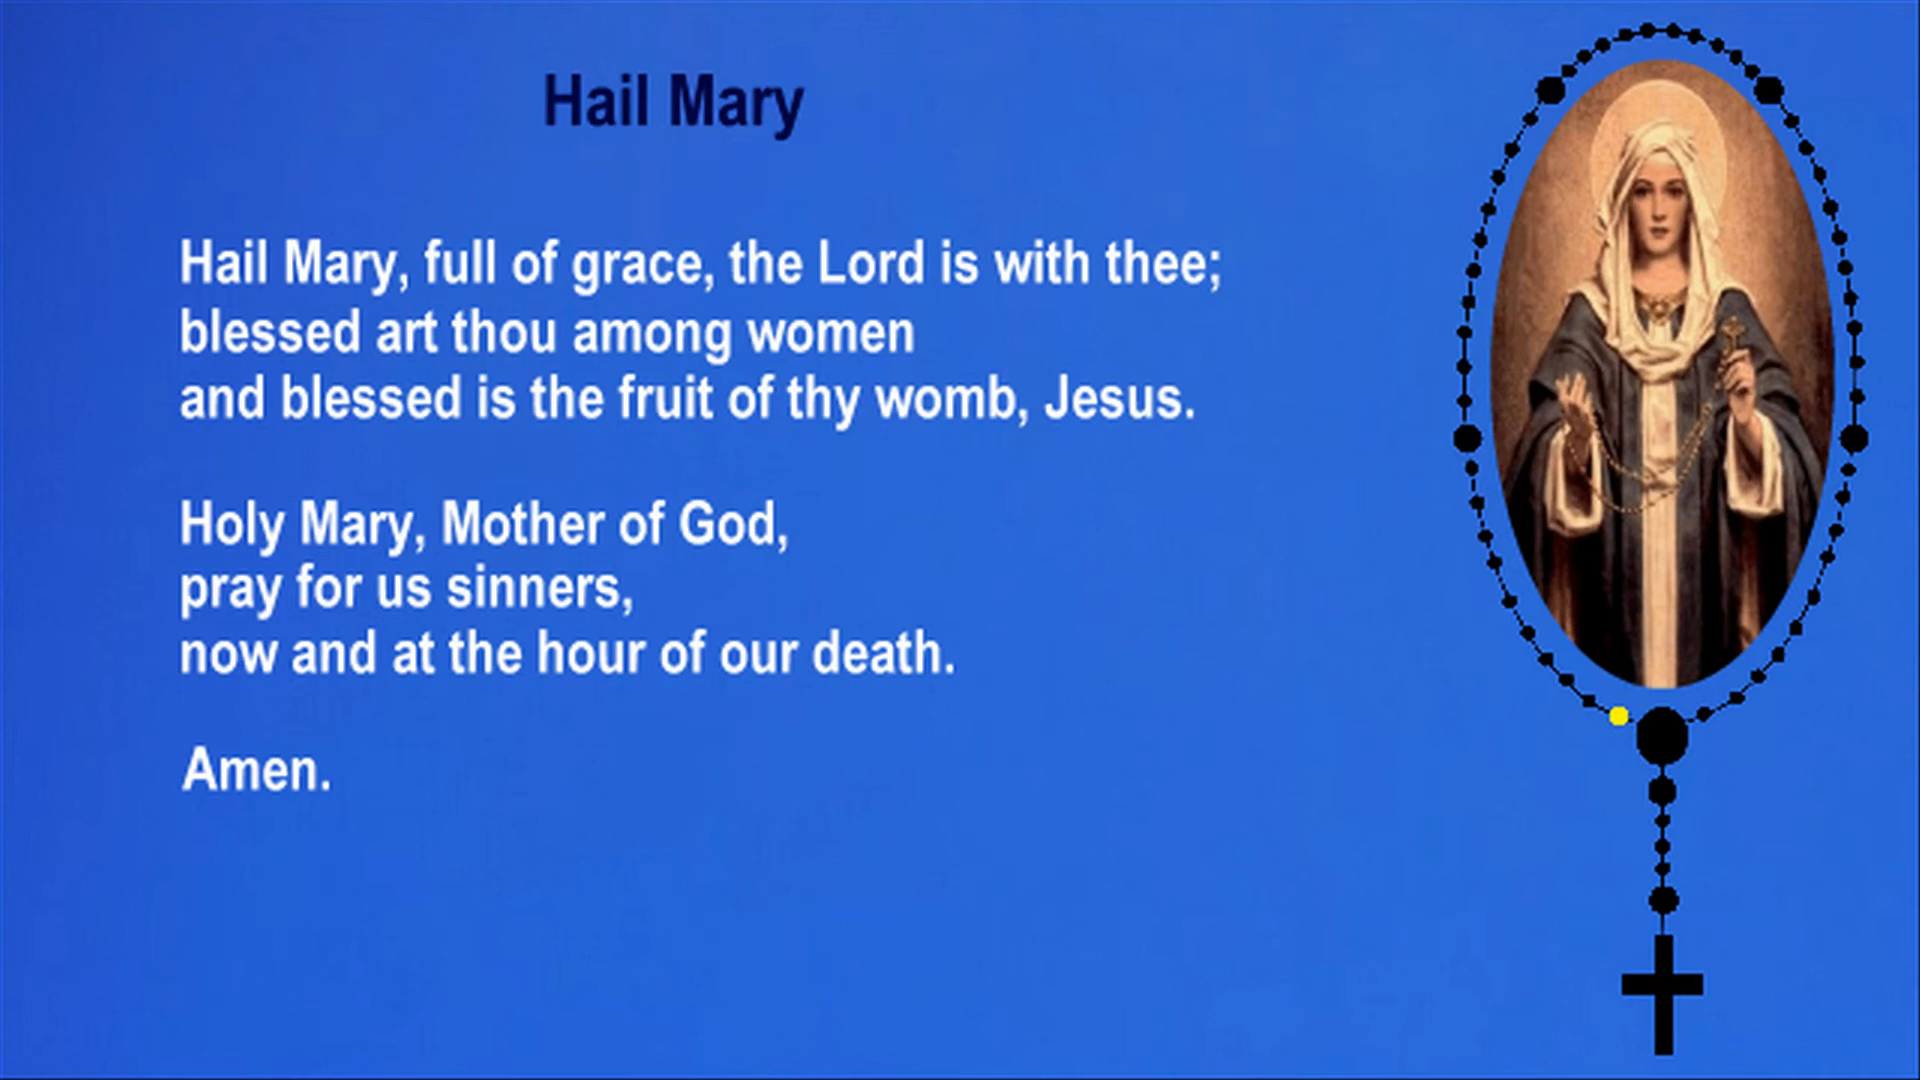 Hail Mary
Hail Mary, full of grace, the Lord is with thee;
blessed art thou among women
and blessed is the fruit of thy womb, Jesus.
Holy Mary, Mother of God,
pray for us sinners,
now and at the hour of our death.
Amen.